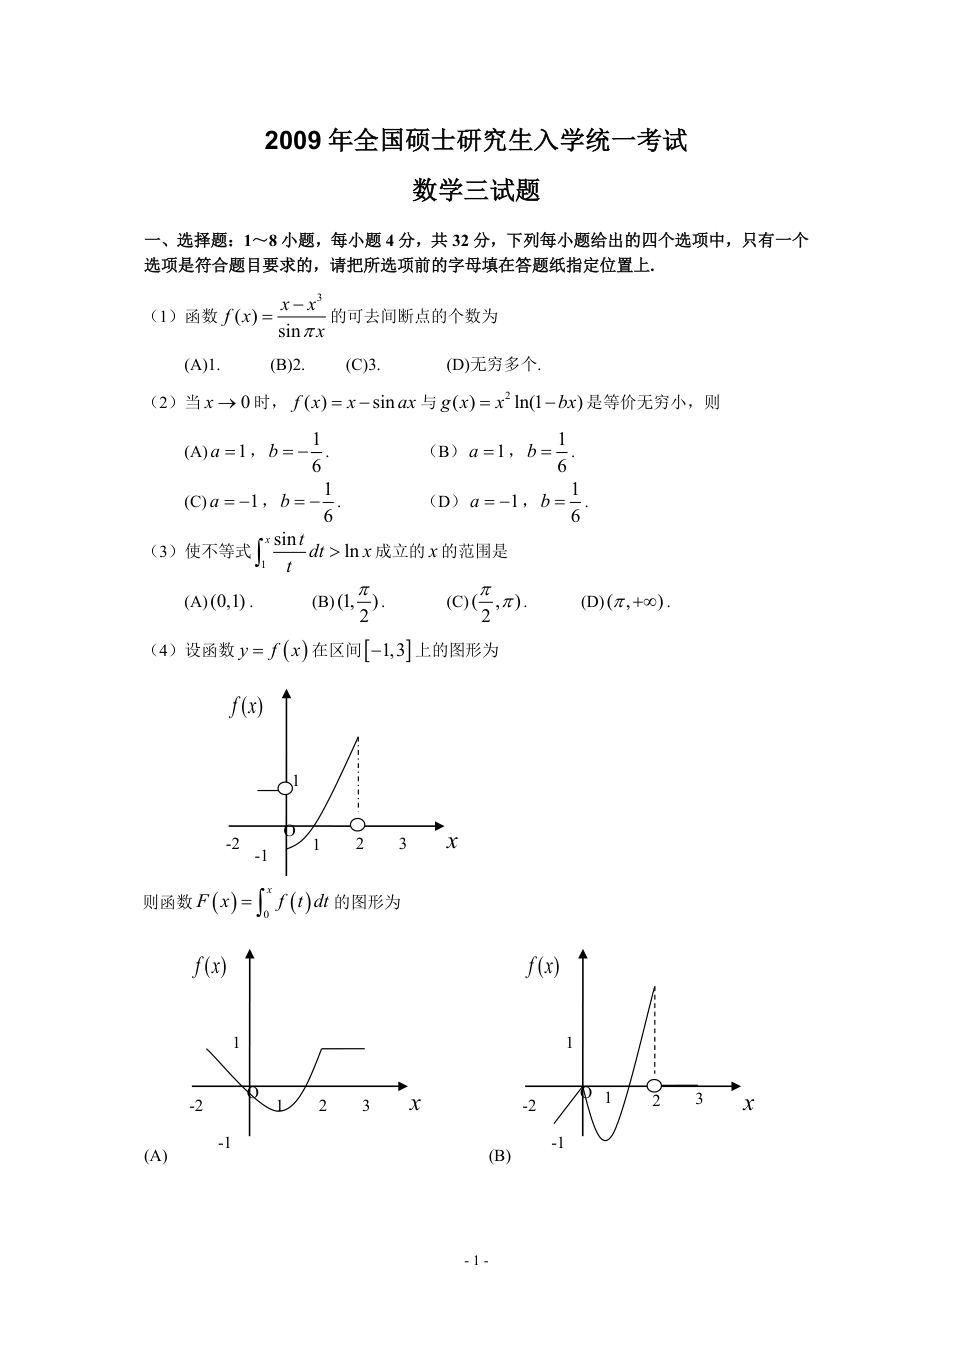 2009 年全国硕士研究生入学统一考试
数学三试题
一、选择题：1～8 小题，每小题 4 分，共 32 分，下列每小题给出的四个选项中，只有一个
选项是符合题目要求的，请把所选项前的字母填在答题纸指定位置上.
（1）函数 f(x) = (x − x³)/(sin πx) 的可去间断点的个数为
(A)1. (B)2. (C)3. (D)无穷多个.
（2）当 x → 0 时， f(x) = x − sin ax 与 g(x) = x² ln(1 − bx) 是等价无穷小，则
(A) a = 1， b = −1/6. （B） a = 1， b = 1/6.
(C) a = −1， b = −1/6. （D） a = −1， b = 1/6.
（3）使不等式 ∫₁ˣ (sin t)/t dt > ln x 成立的 x 的范围是
(A) (0,1). (B) (1, π/2). (C) (π/2, π). (D) (π, +∞).
（4）设函数 y = f(x) 在区间 [−1,3] 上的图形为
f(x)
1
O
-2 1 2 3 x
-1
则函数 F(x) = ∫₀ˣ f(t)dt 的图形为
f(x) f(x)
1 1
O O
-2 1 2 3 x -2 1 2 3 x
-1 -1
(A) (B)
- 1 -